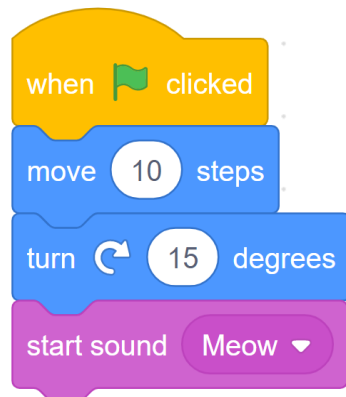 when clicked
move 10 steps
turn 15 degrees
start sound Meow